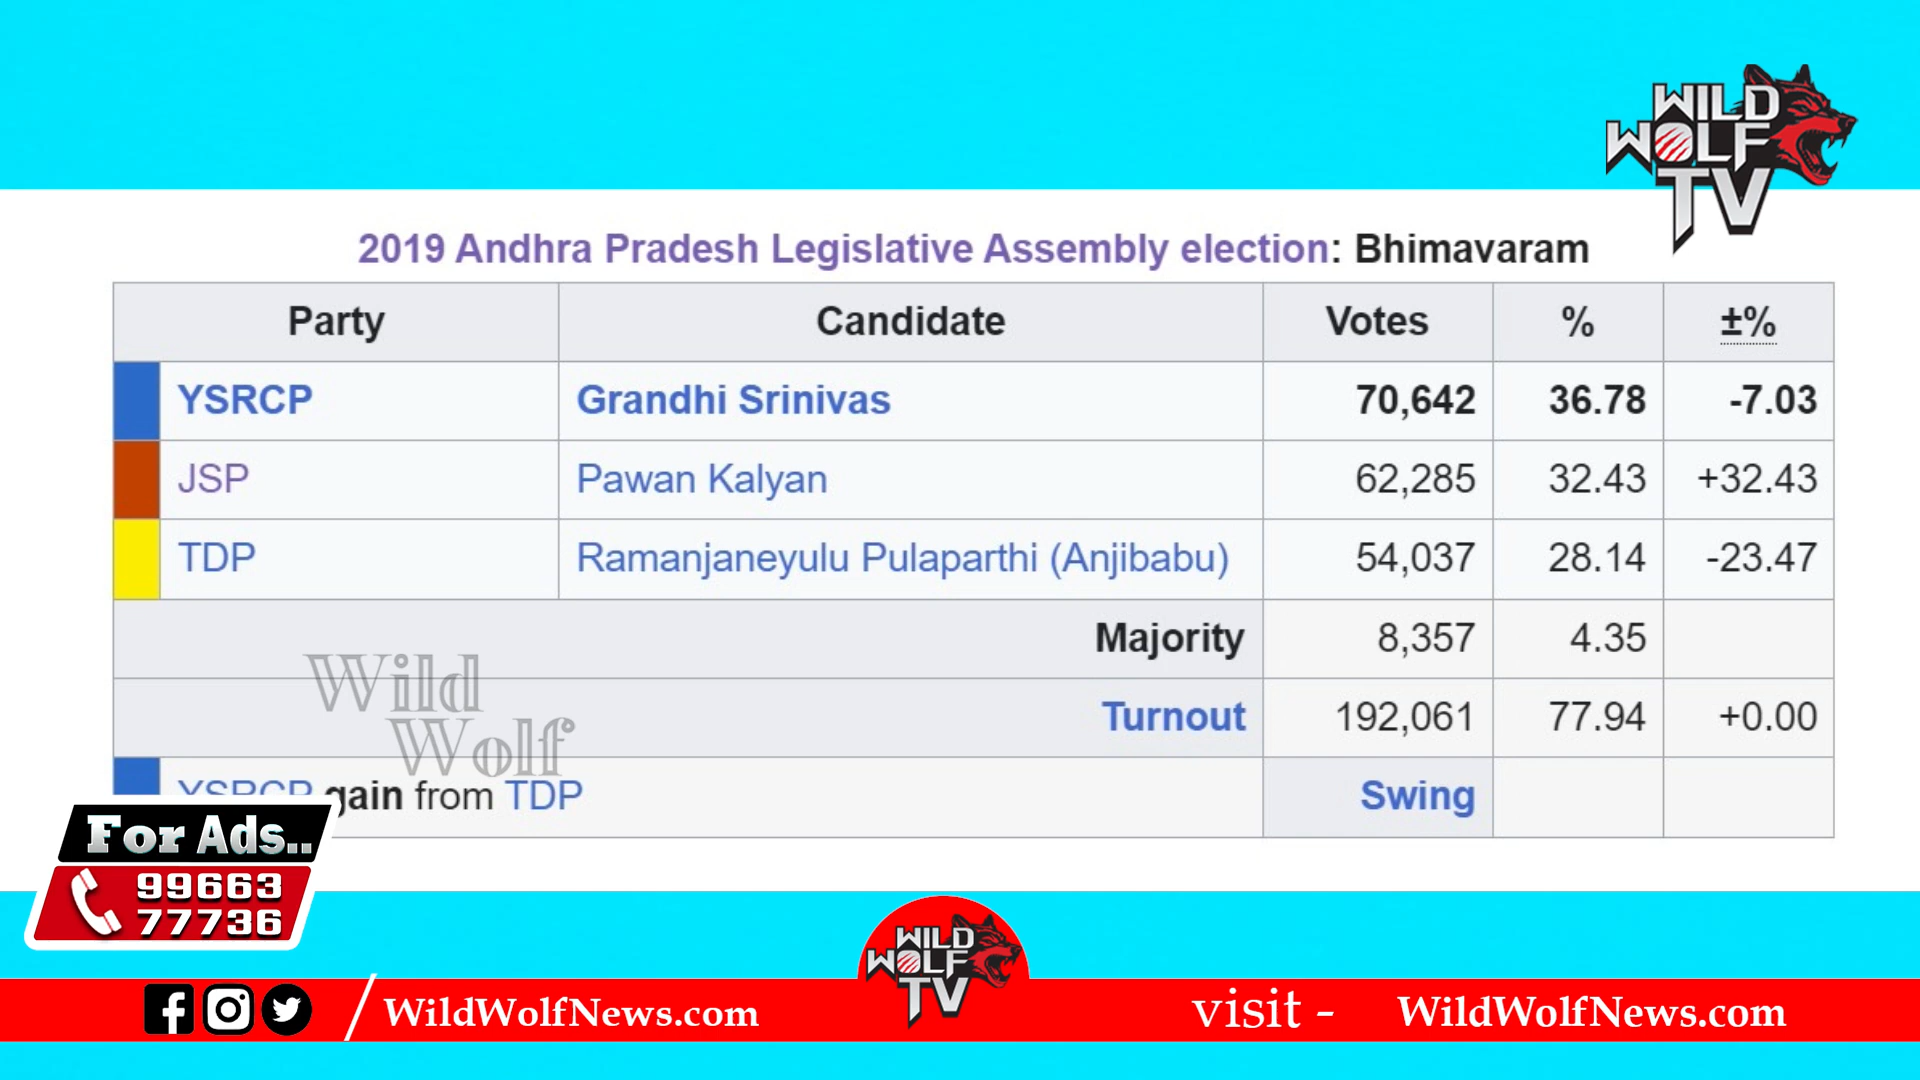 WILD
WOLF
TV
2019 Andhra Pradesh Legislative Assembly election: Bhimavaram
Party Candidate Votes % ±%
YSRCP Grandhi Srinivas 70,642 36.78 -7.03
JSP Pawan Kalyan 62,285 32.43 +32.43
TDP Ramanjaneyulu Pulaparthi (Anjibabu) 54,037 28.14 -23.47
Majority 8,357 4.35
Turnout 192,061 77.94 +0.00
Wild
Wolf
YSRCP gain from TDP Swing
For Ads..
99663
77736
WILD
WOLF
TV
WildWolfNews.com
visit - WildWolfNews.com